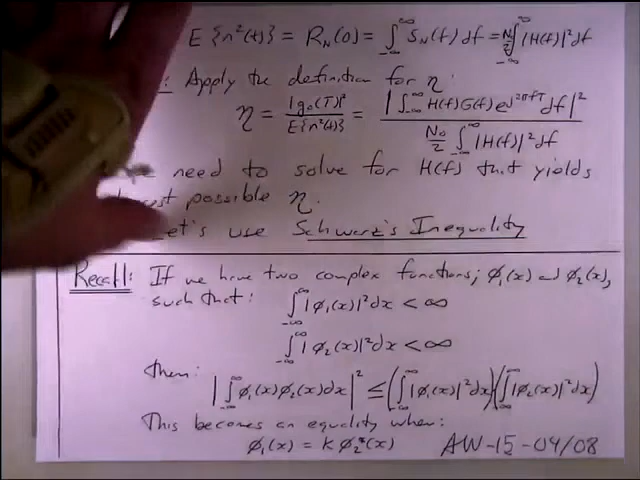 E{n²(t)} = R_N(0) = ∫_{-∞}^{∞} S_N(f) df = N₀/2 ∫_{-∞}^{∞} |H(f)|² df
: Apply the definition for η:
η = |g₀(T)|² / E{n²(t)} = |∫_{-∞}^{∞} H(f)G(f) e^{j2πfT} df|² / (N₀/2 ∫_{-∞}^{∞} |H(f)|² df)
need to solve for H(f) that yields
possible η.
Let's use Schwarz's Inequality
Recall: If we have two complex functions; φ₁(x) and φ₂(x),
such that: ∫_{-∞}^{∞} |φ₁(x)|² dx < ∞
∫_{-∞}^{∞} |φ₂(x)|² dx < ∞
then:
|∫_{-∞}^{∞} φ₁(x)φ₂(x)dx|² ≤ (∫_{-∞}^{∞} |φ₁(x)|² dx)(∫_{-∞}^{∞} |φ₂(x)|² dx)
This becomes an equality when:
φ₁(x) = K φ₂*(x) AW-15-04/08